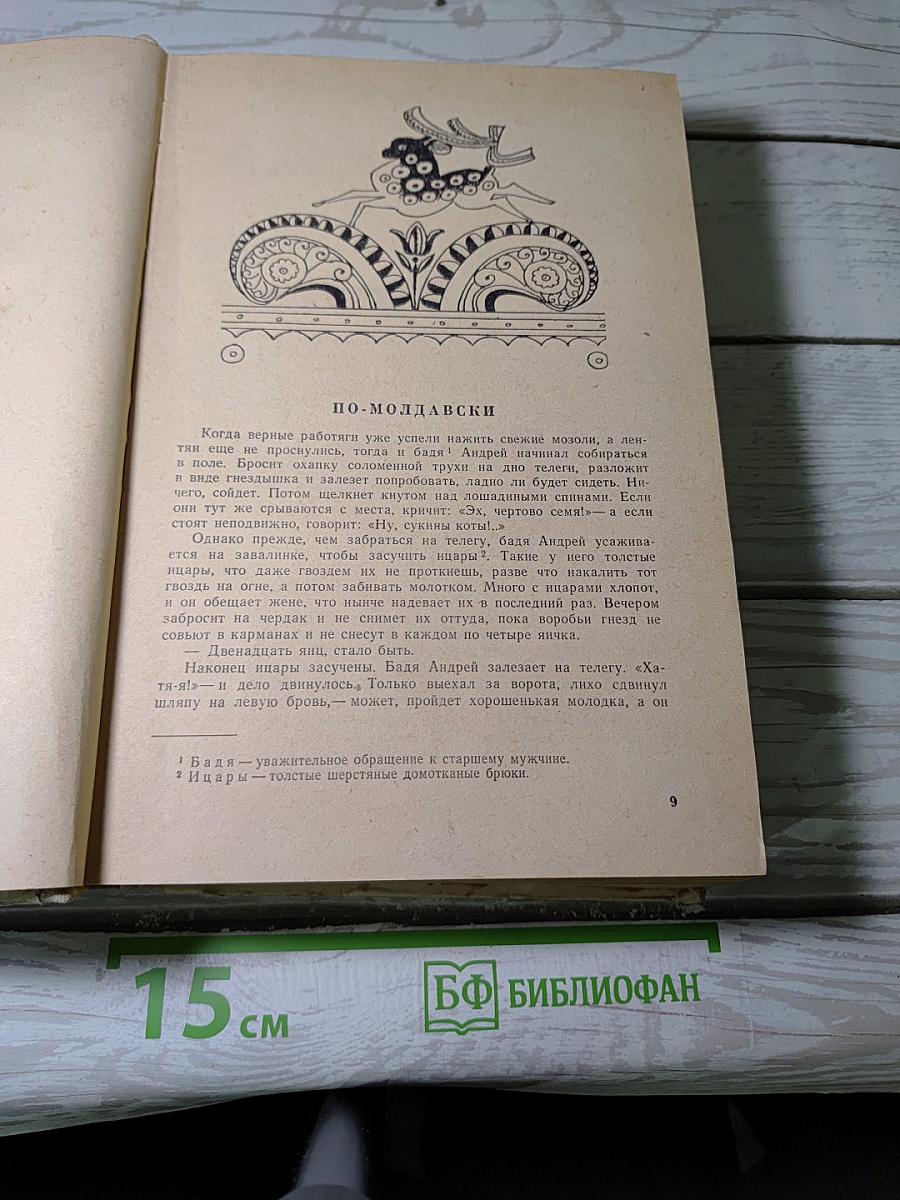 ПО-МОЛДАВСКИ
Когда верные работяги уже успели нажить свежие мозоли, а лен-
тяи еще не проснулись, тогда и бадя¹ Андрей начинал собираться
в поле. Бросит охапку соломенной трухи на дно телеги, разложит
в виде гнездышка и залезет попробовать, ладно ли будет сидеть. Ни-
чего, сойдет. Потом щелкнет кнутом над лошадиными спинами. Если
они тут же срываются с места, кричит: «Эх, чертово семя!»— а если
стоят неподвижно, говорит: «Ну, сукины коты!..»
Однако прежде, чем забраться на телегу, бадя Андрей усажива-
ется на завалинке, чтобы засучить ицары². Такие у него толстые
ицары, что даже гвоздем их не проткнешь, разве что накалить тот
гвоздь на огне, а потом забивать молотком. Много с ицарами хлопот,
и он обещает жене, что нынче надевает их в последний раз. Вечером
забросит на чердак и не снимет их оттуда, пока воробьи гнезд не
совьют в карманах и не снесут в каждом по четыре яичка.
— Двенадцать яиц, стало быть.
Наконец ицары засучены. Бадя Андрей залезает на телегу. «Ха-
тя-я!»— и дело двинулось. Только выехал за ворота, лихо сдвинул
шляпу на левую бровь,— может, пройдет хорошенькая молодка, а он
¹ Бадя — уважительное обращение к старшему мужчине.
² Ицары — толстые шерстяные домотканые брюки.
9
15 см
БФ БИБЛИОФАН